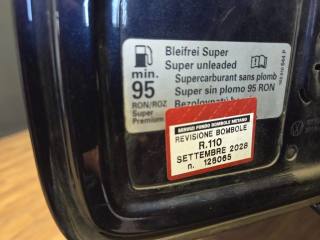 Bleifrei Super
Super unleaded
Supercarburant sans plomb
Super sin plomo 95 RON
min.
95
RON/ROZ
Super
Premium
REVISIONE BOMBOLE
R.110
SETTEMBRE 2028
n. 128065